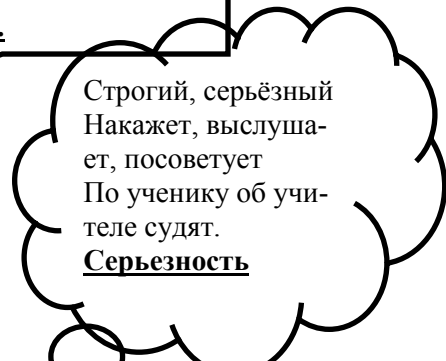 Строгий, серьёзный
Накажет, выслуша-
ет, посоветует
По ученику об учи-
теле судят.
Серьезность